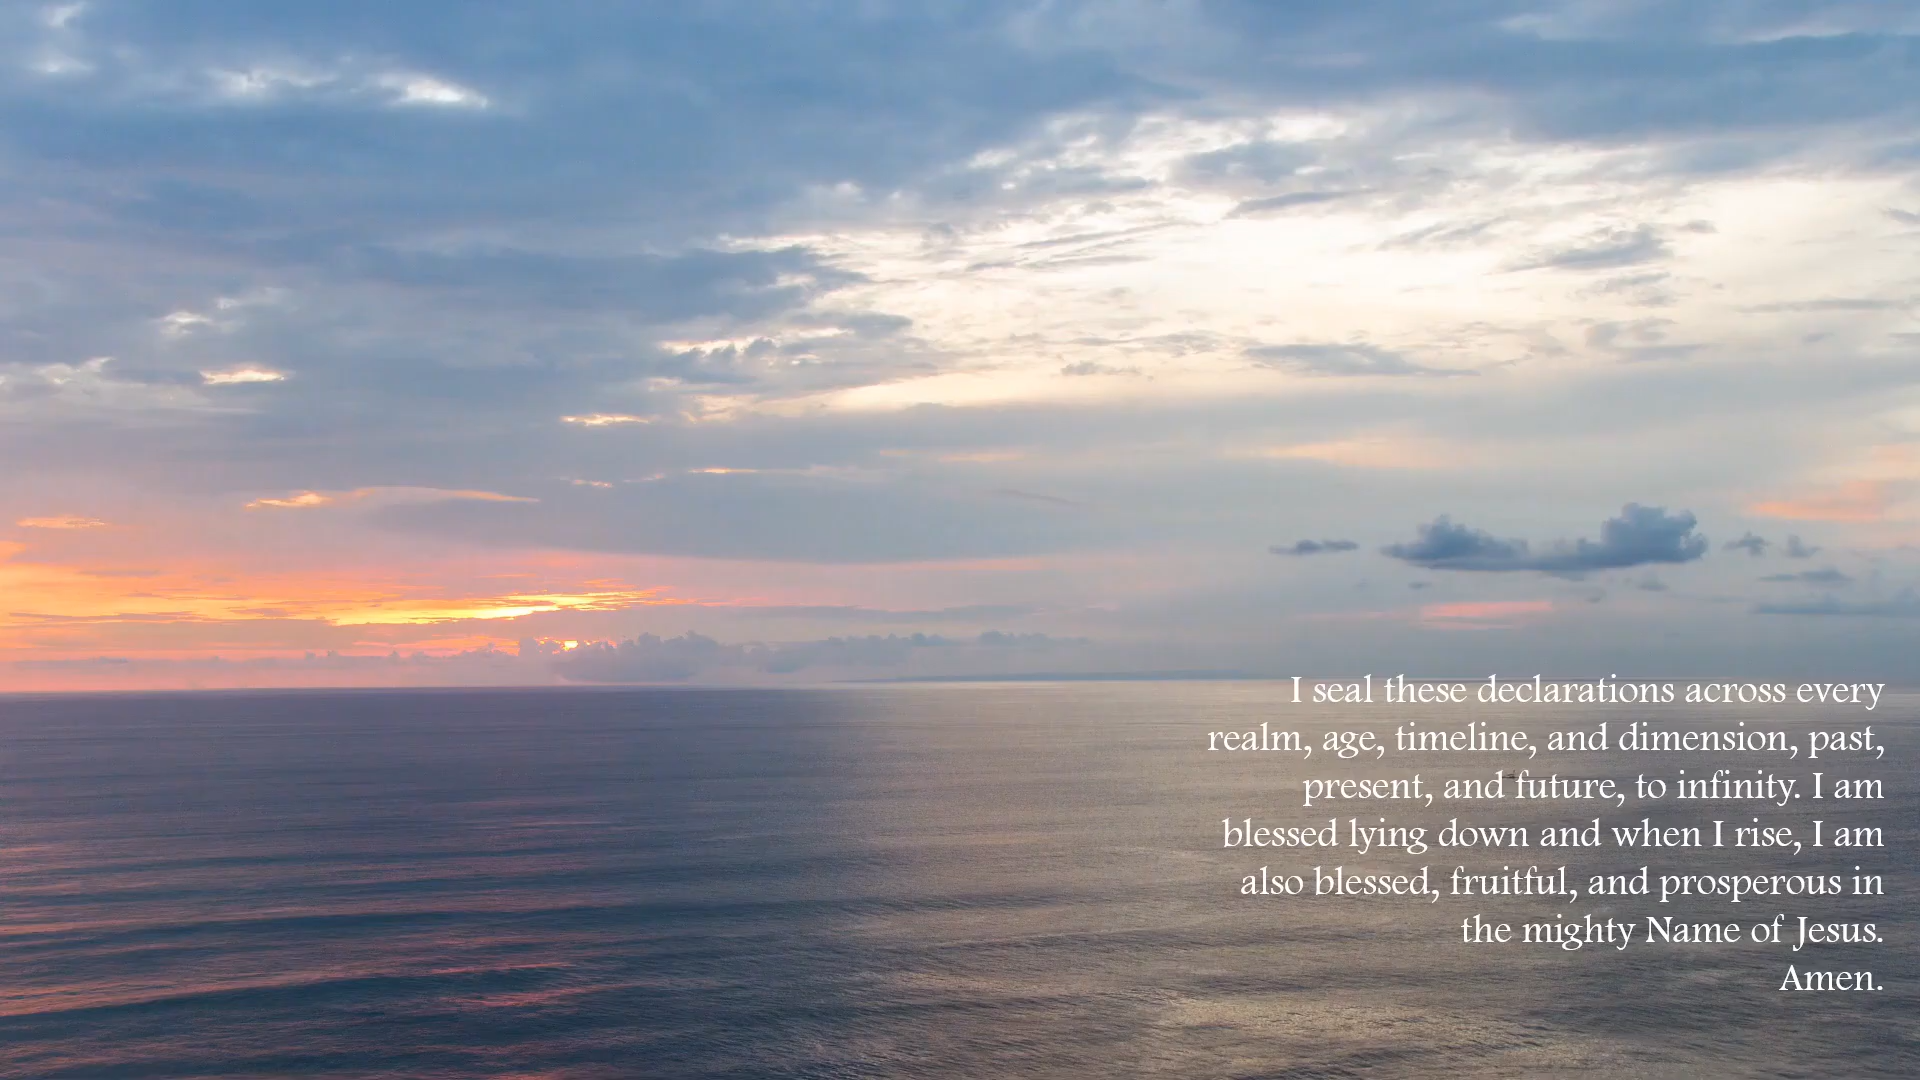 I seal these declarations across every
realm, age, timeline, and dimension, past,
present, and future, to infinity. I am
blessed lying down and when I rise, I am
also blessed, fruitful, and prosperous in
the mighty Name of Jesus.
Amen.